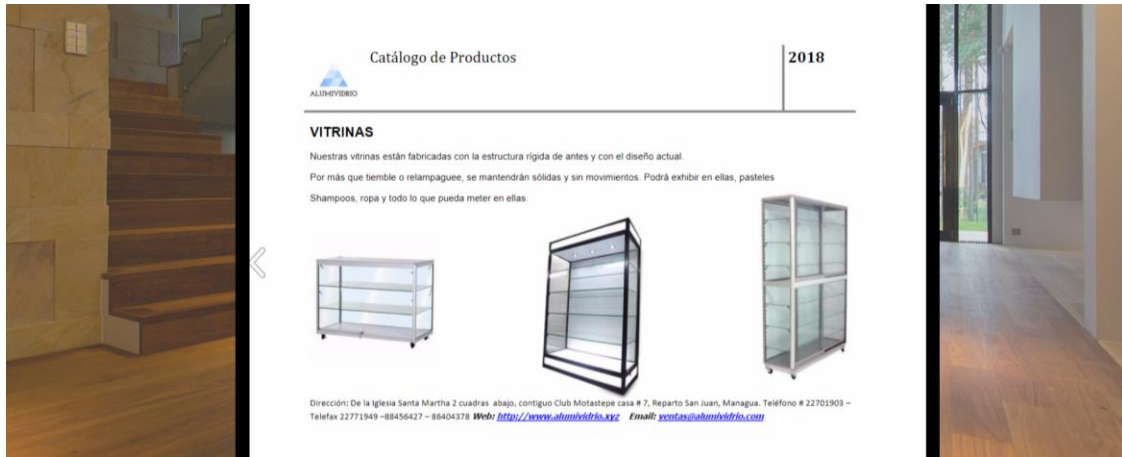 Catálogo de Productos
2018
ALUMIVIDRIO
VITRINAS
Nuestras vitrinas están fabricadas con la estructura rígida de antes y con el diseño actual.
Por más que tiemble o relampaguee, se mantendrán sólidas y sin movimientos. Podrá exhibir en ellas, pasteles
Shampoos, ropa y todo lo que pueda meter en ellas.
Dirección: De la Iglesia Santa Martha 2 cuadras abajo, contiguo Club Motastepe casa # 7, Reparto San Juan, Managua. Teléfono # 22701903 –
Telefax 22771949 –88456427 – 86404378 Web: http://www.alumividrio.xyz Email: ventas@alumividrio.com